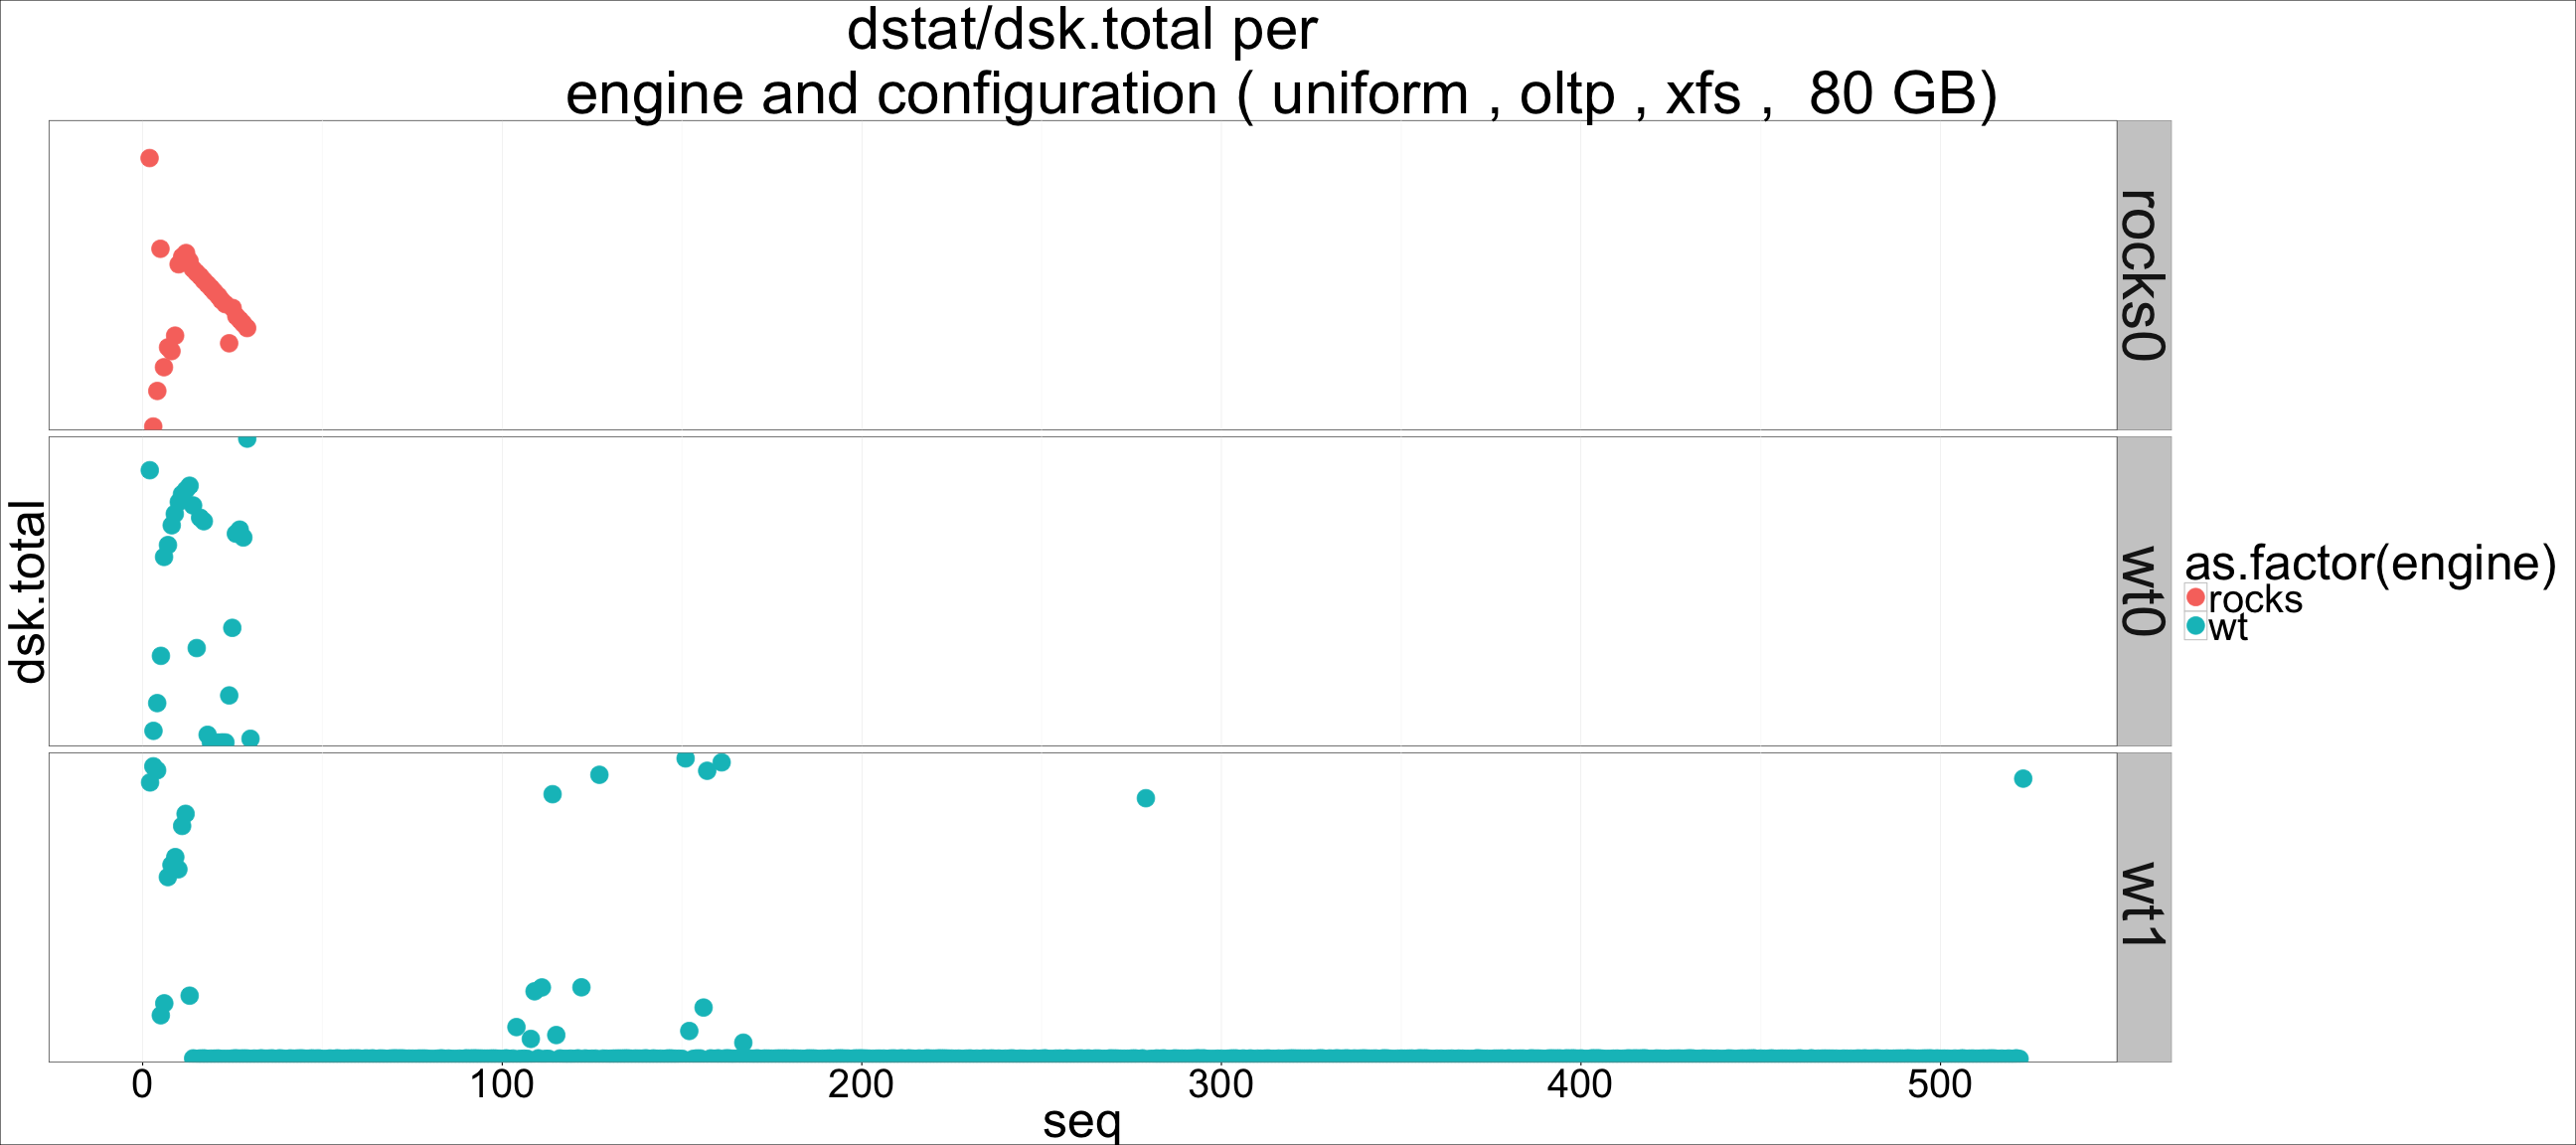 dstat/dsk.total per
engine and configuration ( uniform , oltp , xfs ,  80 GB)
dsk.total
rocks0
wt0
wt1
0 100 200 300 400 500
seq
as.factor(engine)
rocks
wt